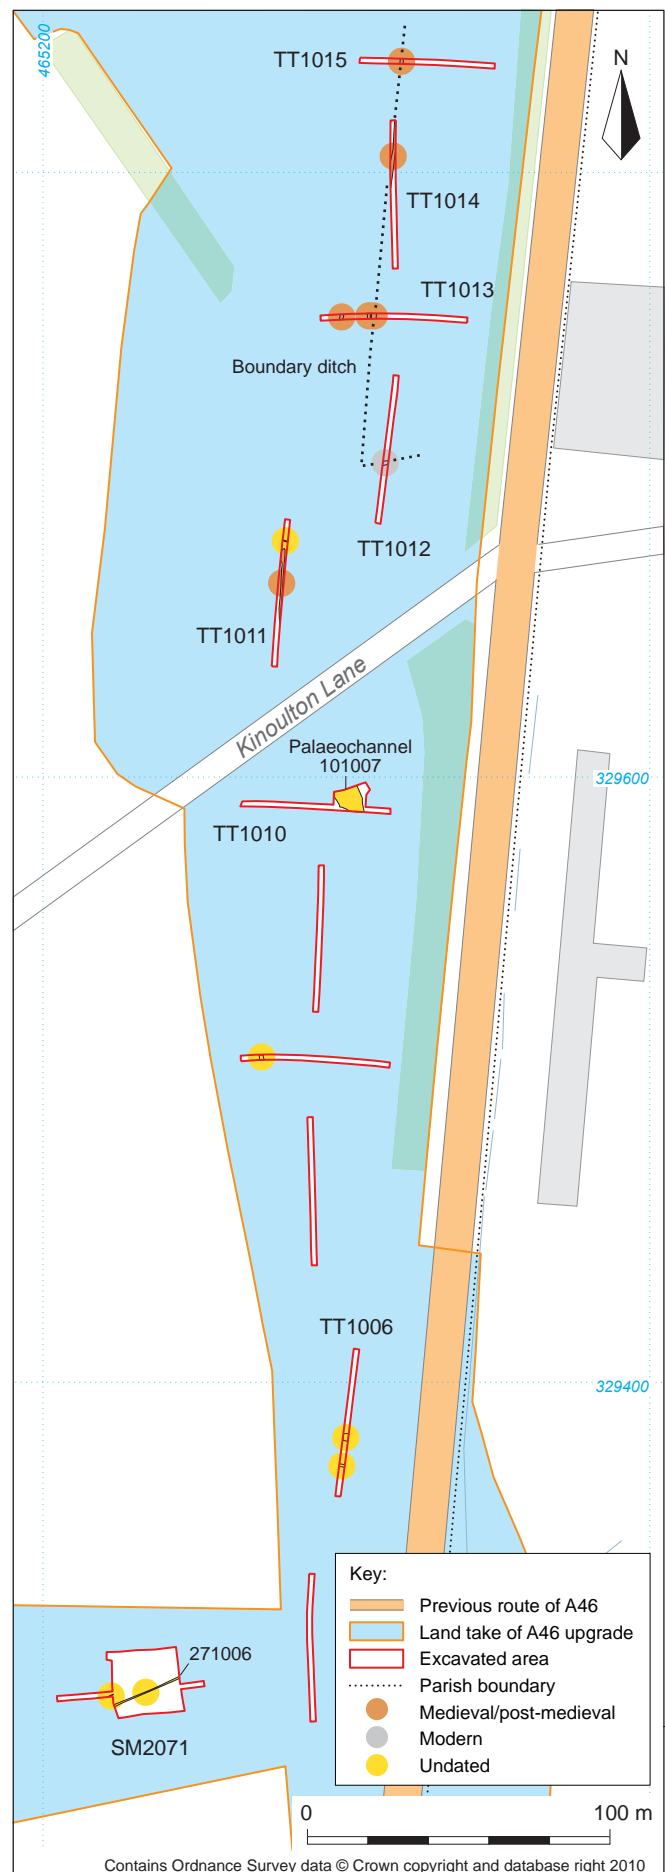 465200
TT1015
N
TT1014
TT1013
Boundary ditch
TT1012
TT1011
Kinoulton Lane
Palaeochannel
101007
329600
TT1010
TT1006
329400
Key:
Previous route of A46
Land take of A46 upgrade
Excavated area
Parish boundary
Medieval/post-medieval
Modern
Undated
271006
SM2071
0 100 m
Contains Ordnance Survey data © Crown copyright and database right 2010